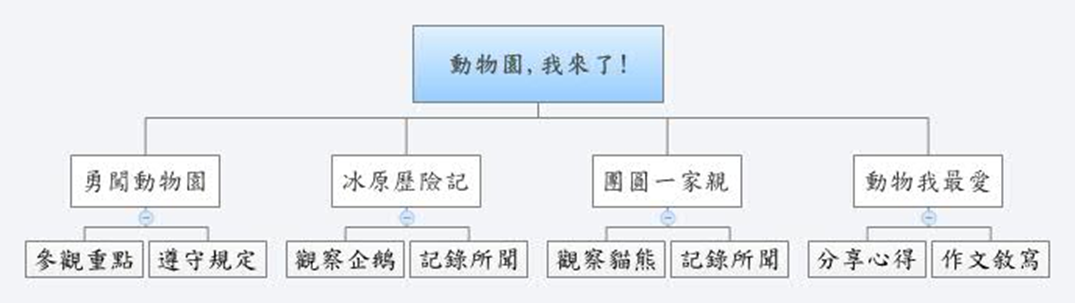 動物園,我來了!
勇闖動物園
冰原歷險記
團圓一家親
動物我最愛
參觀重點
遵守規定
觀察企鵝
記錄所聞
觀察貓熊
記錄所聞
分享心得
作文敘寫